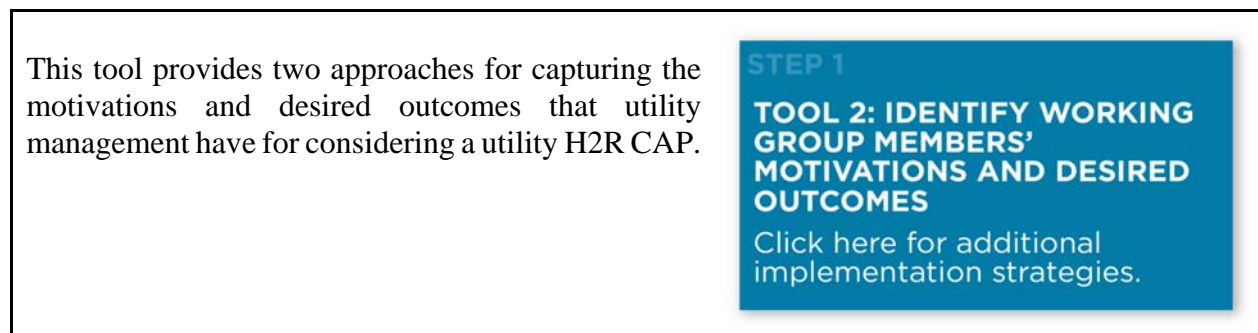 This tool provides two approaches for capturing the
motivations and desired outcomes that utility
management have for considering a utility H2R CAP.
STEP 1
TOOL 2: IDENTIFY WORKING
GROUP MEMBERS'
MOTIVATIONS AND DESIRED
OUTCOMES
Click here for additional
implementation strategies.